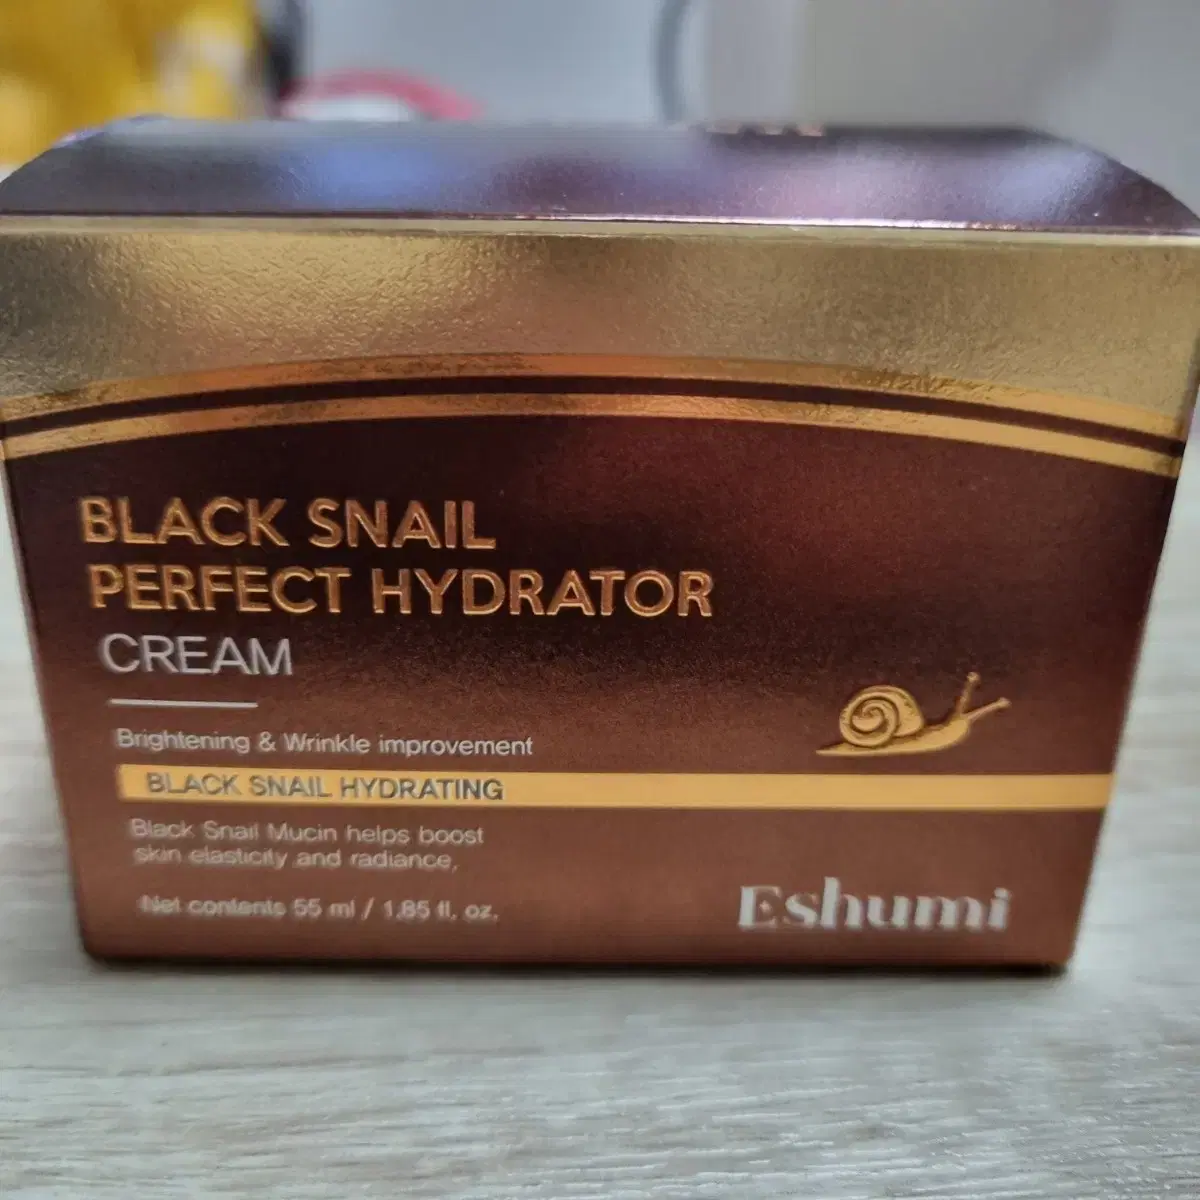 BLACK SNAIL
PERFECT HYDRATOR
CREAM
Brightening & Wrinkle improvement
BLACK SNAIL HYDRATING
Black Snail Mucin helps boost
skin elasticity and radiance.
Net contents 55 ml / 1.85 fl. oz.
Eshumi